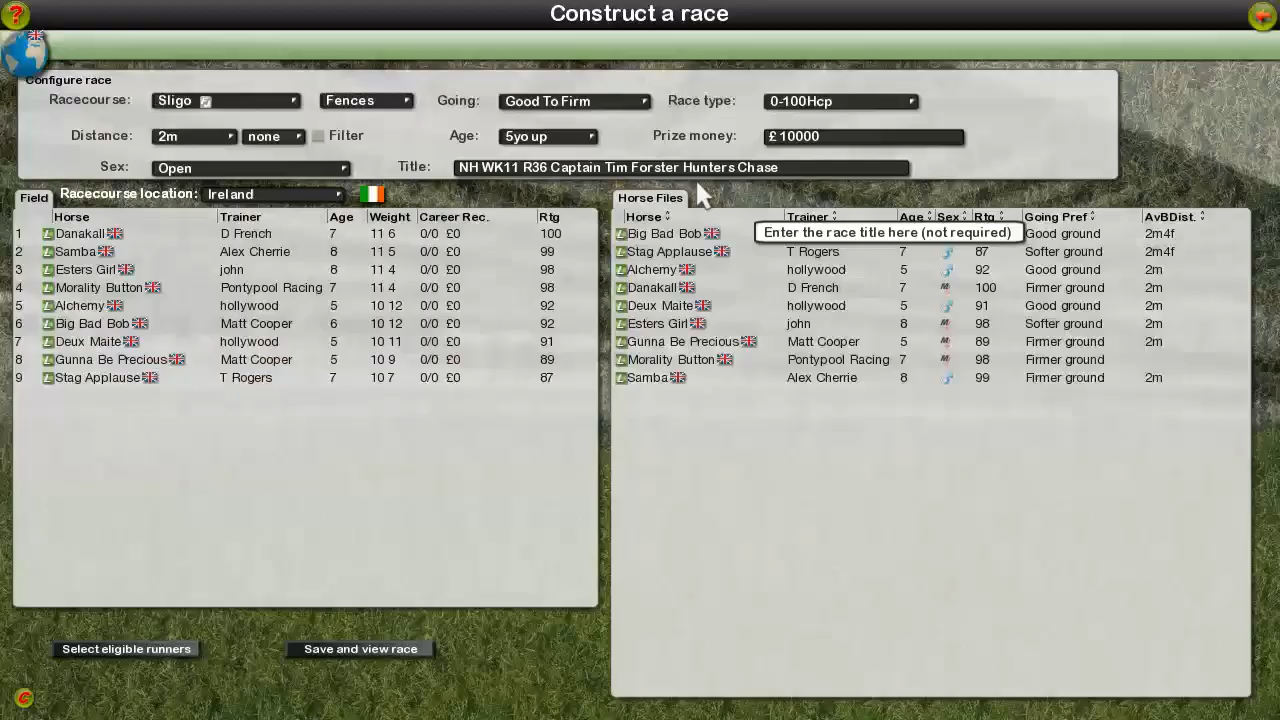 Construct a race
Configure race
Racecourse: Sligo Fences Going: Good To Firm Race type: 0-100Hcp
Distance: 2m none Filter Age: 5yo up Prize money: £ 10000
Sex: Open Title: NH WK11 R36 Captain Tim Forster Hunters Chase
Field Racecourse location: Ireland
Horse Trainer Age Weight Career Rec. Rtg
1 Danakall D French 7 11 6 0/0 £0 100
2 Samba Alex Cherrie 8 11 5 0/0 £0 99
3 Esters Girl john 8 11 4 0/0 £0 98
4 Morality Button Pontypool Racing 7 11 4 0/0 £0 98
5 Alchemy hollywood 5 10 12 0/0 £0 92
6 Big Bad Bob Matt Cooper 6 10 12 0/0 £0 92
7 Deux Maite hollywood 5 10 11 0/0 £0 91
8 Gunna Be Precious Matt Cooper 5 10 9 0/0 £0 89
9 Stag Applause T Rogers 7 10 7 0/0 £0 87
Horse Files
Horse Trainer Age Sex Rtg Going Pref AvBDist.
Enter the race title here (not required)
Big Bad Bob Good ground 2m4f
Stag Applause T Rogers 7 87 Softer ground 2m4f
Alchemy hollywood 5 92 Good ground 2m
Danakall D French 7 100 Firmer ground 2m
Deux Maite hollywood 5 91 Good ground 2m
Esters Girl john 8 98 Softer ground 2m
Gunna Be Precious Matt Cooper 5 89 Firmer ground 2m
Morality Button Pontypool Racing 7 98 Firmer ground
Samba Alex Cherrie 8 99 Firmer ground 2m
Select eligible runners
Save and view race